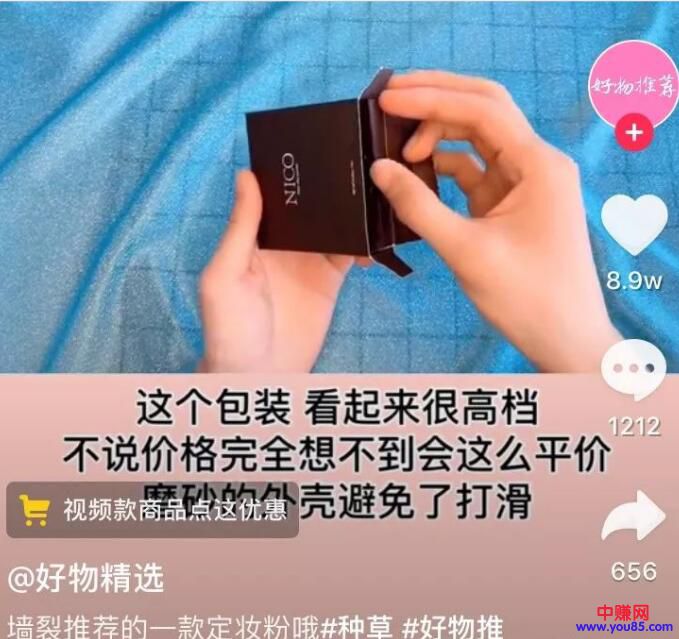 好物推荐
NICO
8.9w
这个包装 看起来很高档
不说价格完全想不到会这么平价
1212
磨砂的外壳避免了打滑
视频款商品点这优惠
656
@好物精选
墙裂推荐的一款定妆粉哦#种草 #好物推
中赚网
www.you85.com